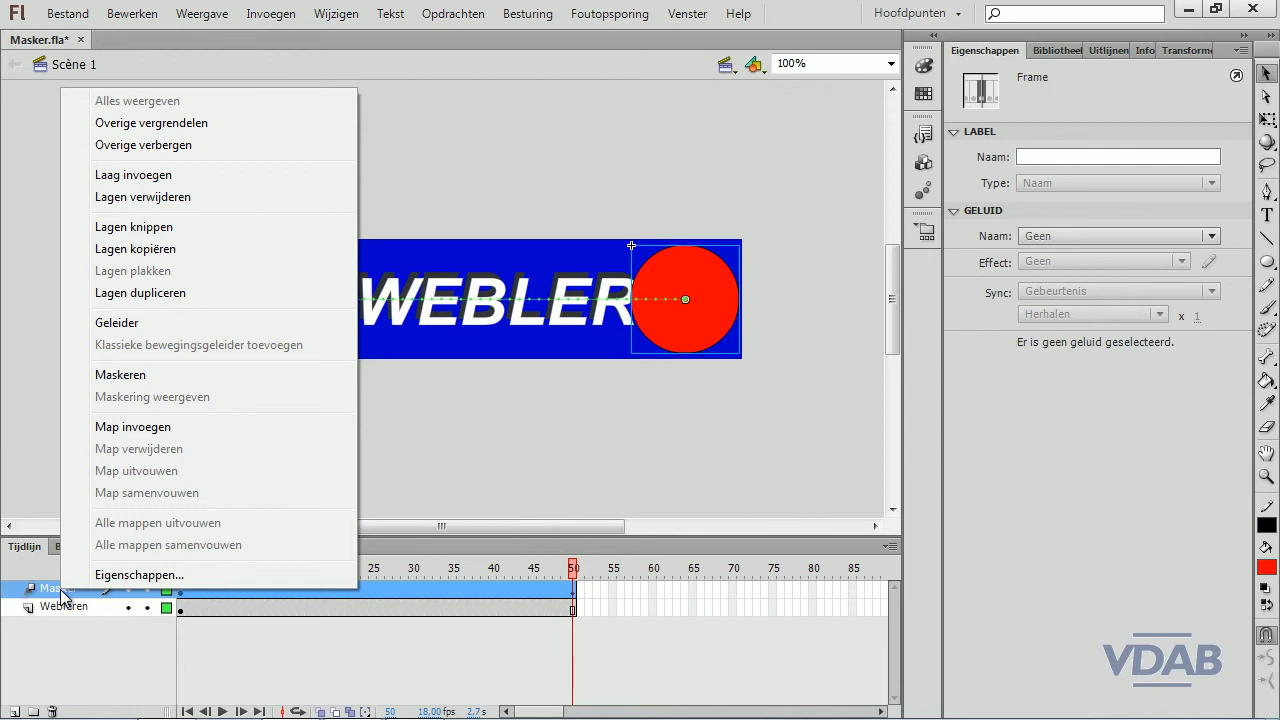 Fl Bestand Bewerken Weergave Invoegen Wijzigen Tekst Opdrachten Besturing Foutopsporing Venster Help Hoofdpunten
Masker.fla*
Scène 1 100%
Alles weergeven
Overige vergrendelen
Overige verbergen
Laag invoegen
Lagen verwijderen
Lagen knippen
Lagen kopiëren
Lagen plakken
Lagen dupliceren
Geleider
Klassieke bewegingsgeleider toevoegen
Maskeren
Maskering weergeven
Map invoegen
Map verwijderen
Map uitvouwen
Map samenvouwen
Alle mappen uitvouwen
Alle mappen samenvouwen
Eigenschappen...
WEBLER
Eigenschappen Bibliotheel Uitlijnen Info Transforme
Frame
LABEL
Naam:
Type: Naam
GELUID
Naam: Geen
Effect: Geen
Sync: Gebeurtenis
Herhalen x 1
Er is geen geluid geselecteerd.
Tijdlijn
25 30 35 40 45 50 55 60 65 70 75 80 85
Webleren
50 18,00 fps 2,7 s
VDAB